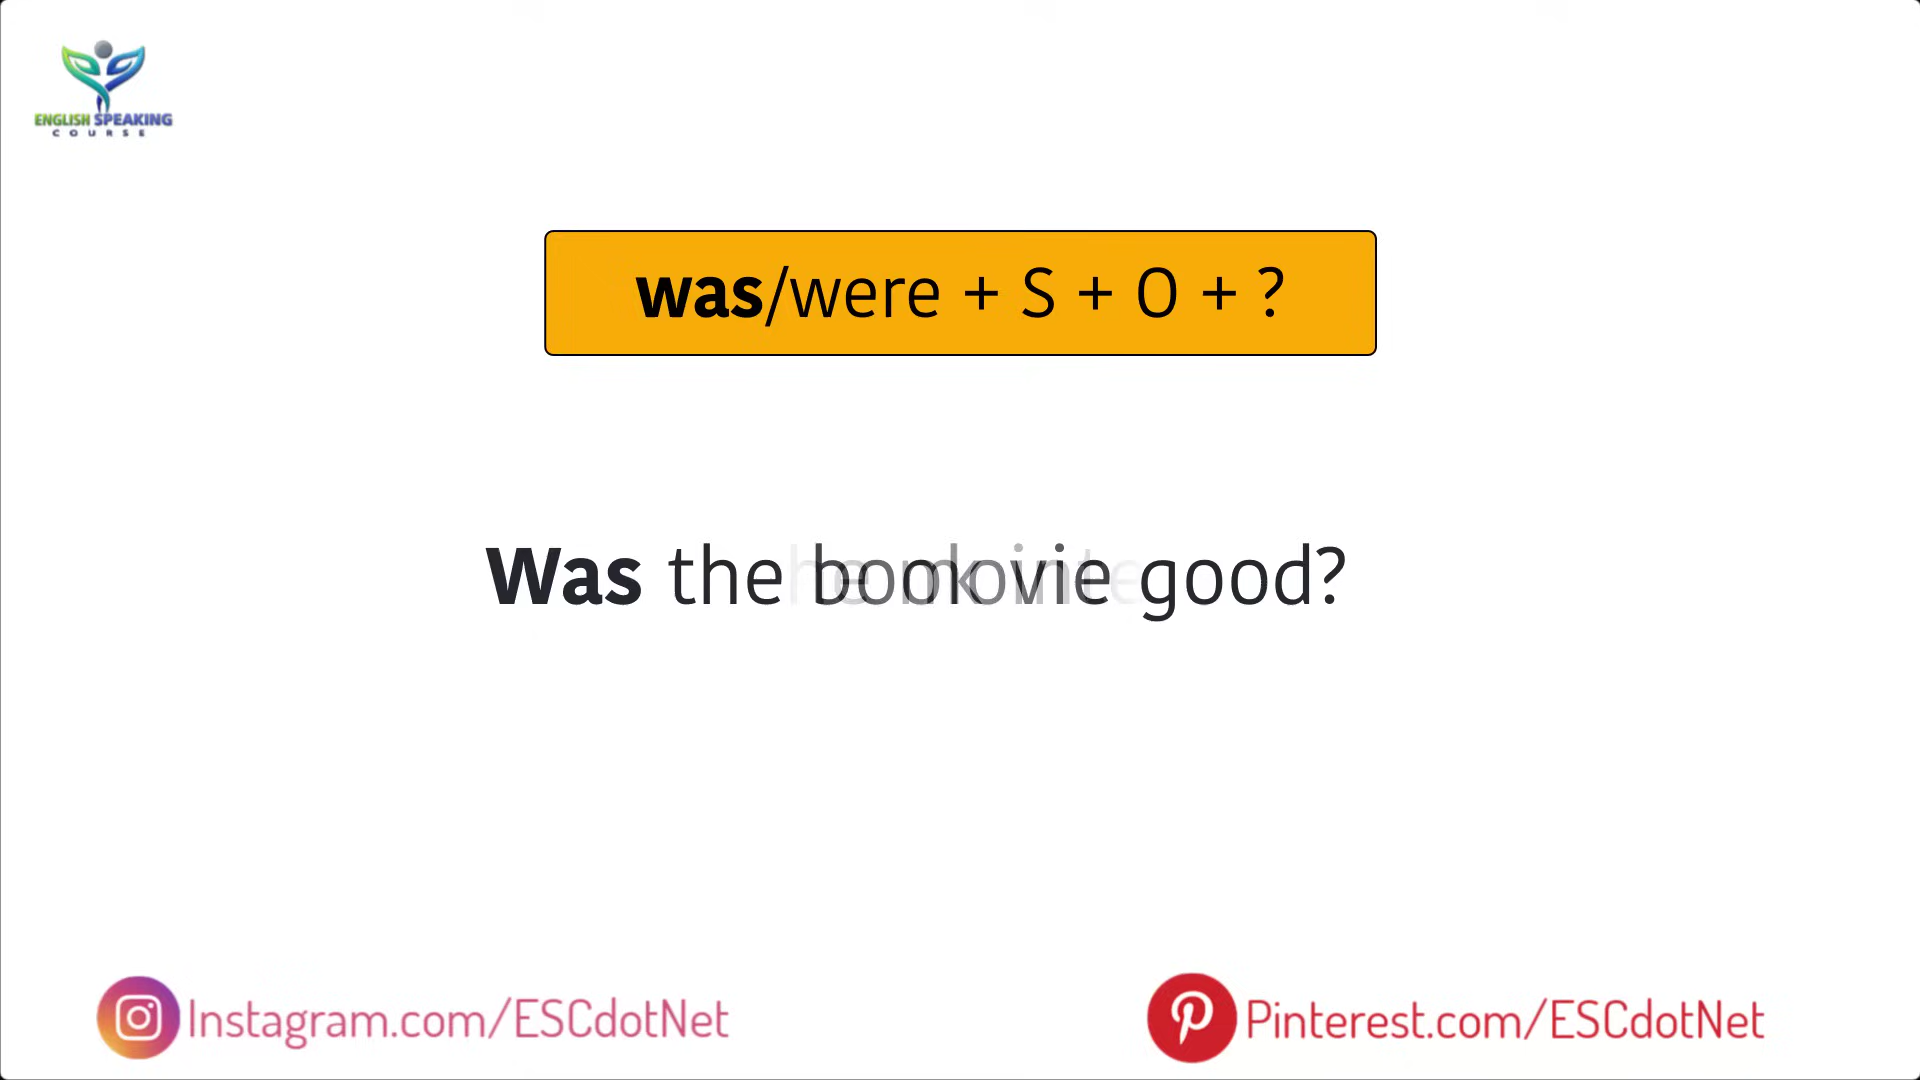 ENGLISH SPEAKING
COURSE
was/were + S + O + ?
Was the good?
Instagram.com/ESCdotNet
Pinterest.com/ESCdotNet